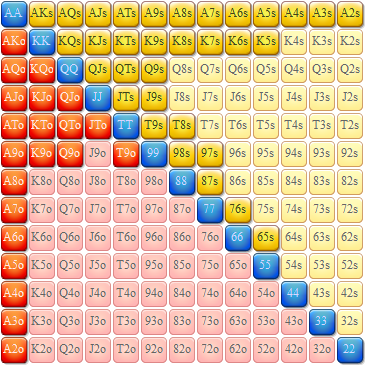 AA AKs AQs AJs ATs A9s A8s A7s A6s A5s A4s A3s A2s
AKo KK KQs KJs KTs K9s K8s K7s K6s K5s K4s K3s K2s
AQo KQo QQ QJs QTs Q9s Q8s Q7s Q6s Q5s Q4s Q3s Q2s
AJo KJo QJo JJ JTs J9s J8s J7s J6s J5s J4s J3s J2s
ATo KTo QTo JTo TT T9s T8s T7s T6s T5s T4s T3s T2s
A9o K9o Q9o J9o T9o 99 98s 97s 96s 95s 94s 93s 92s
A8o K8o Q8o J8o T8o 98o 88 87s 86s 85s 84s 83s 82s
A7o K7o Q7o J7o T7o 97o 87o 77 76s 75s 74s 73s 72s
A6o K6o Q6o J6o T6o 96o 86o 76o 66 65s 64s 63s 62s
A5o K5o Q5o J5o T5o 95o 85o 75o 65o 55 54s 53s 52s
A4o K4o Q4o J4o T4o 94o 84o 74o 64o 54o 44 43s 42s
A3o K3o Q3o J3o T3o 93o 83o 73o 63o 53o 43o 33 32s
A2o K2o Q2o J2o T2o 92o 82o 72o 62o 52o 42o 32o 22